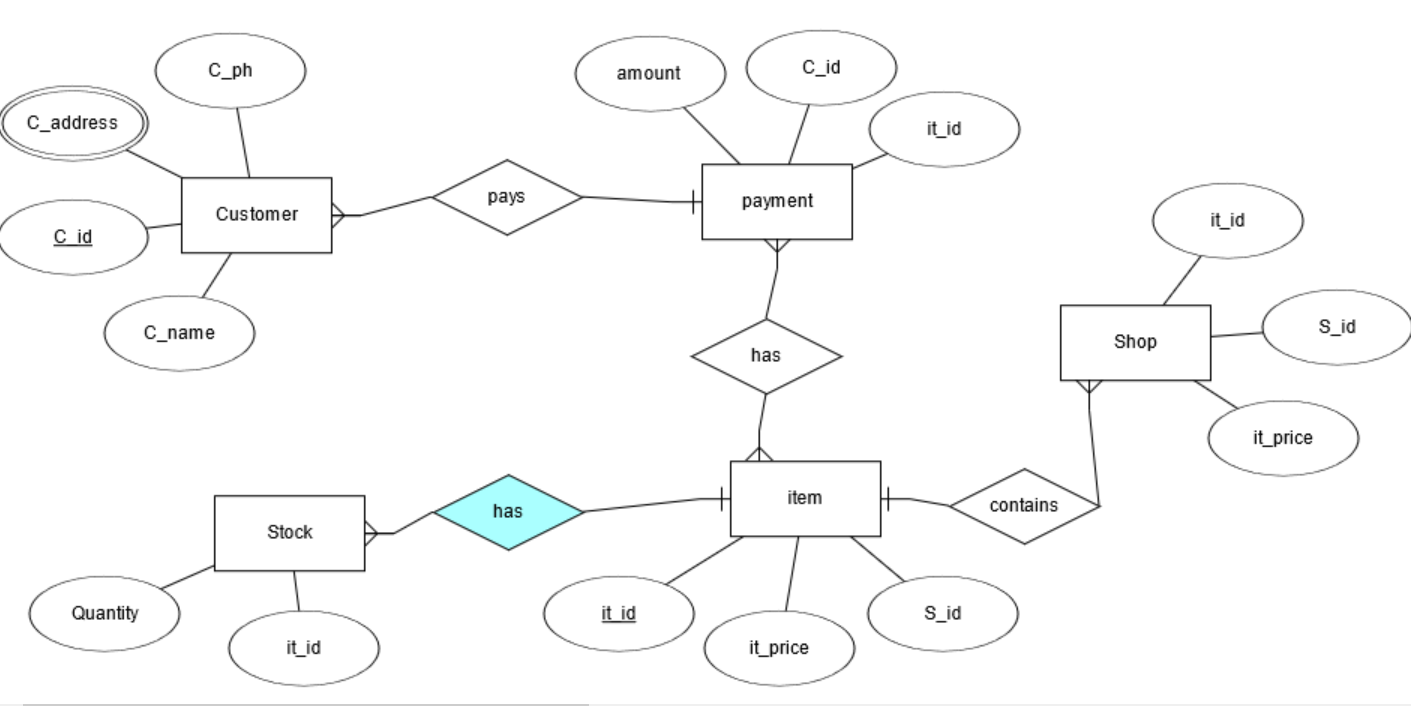 C_ph
amount
C_id
C_address
it_id
pays
Customer
payment
it_id
C_id
C_name
S_id
Shop
has
it_price
item
contains
has
Stock
Quantity
it_id
S_id
it_id
it_price